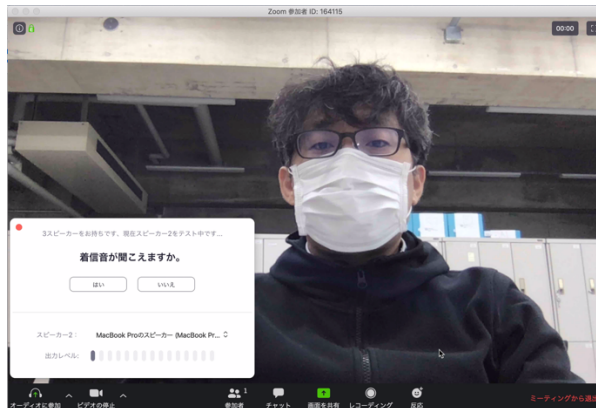 Zoom 参加者 ID: 164115
00:00
3スピーカーをお持ちです、現在スピーカー2をテスト中です...
着信音が聞こえますか。
はい
いいえ
スピーカー2：
MacBook Proのスピーカー (MacBook Pr...
出力レベル:
オーディオに参加
ビデオの停止
1
参加者
チャット
画面を共有
レコーディング
反応
ミーティングから退出